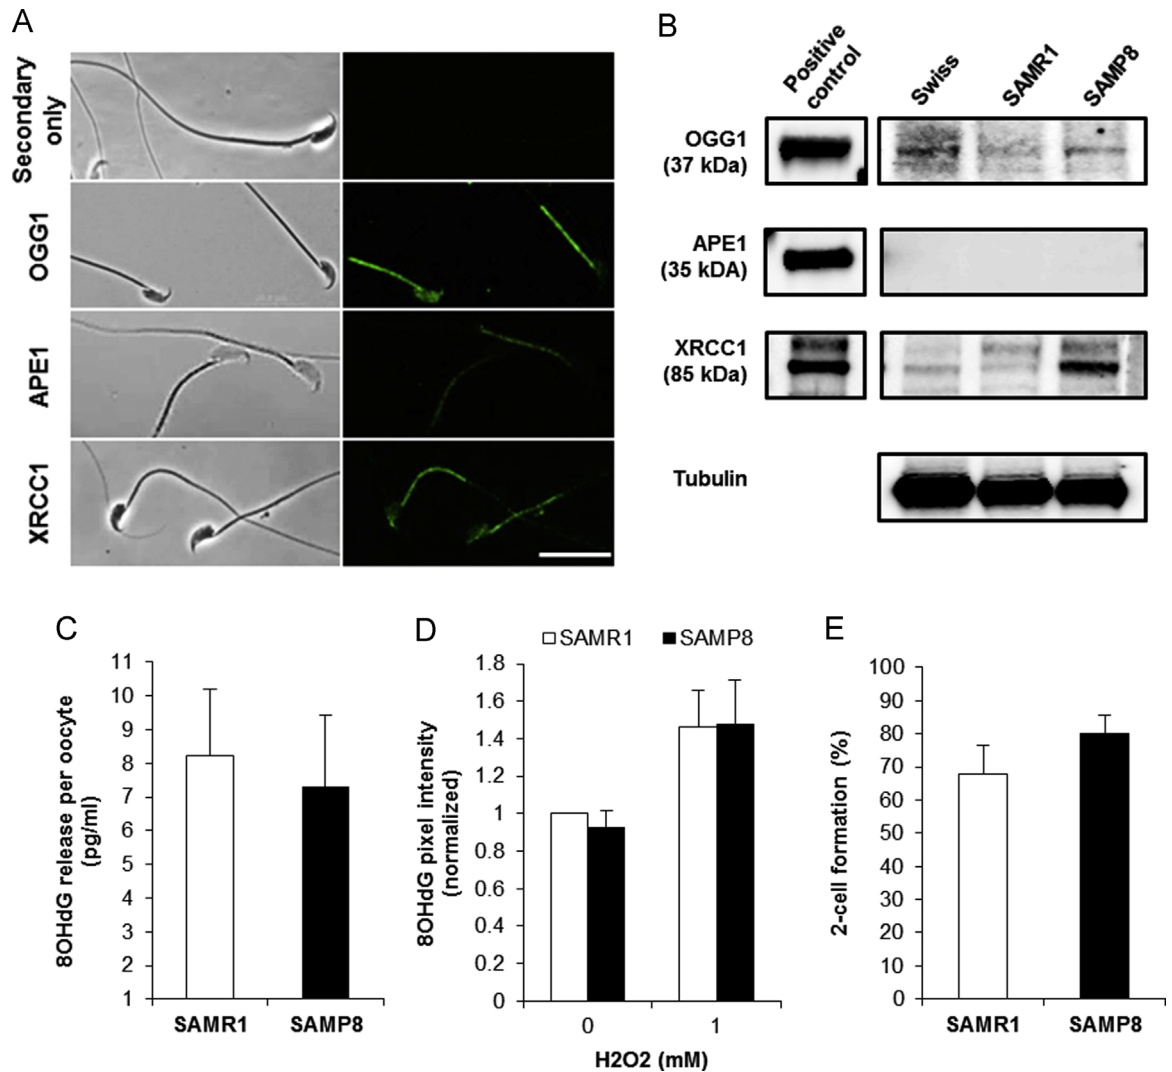 A
Secondary
only
OGG1
APE1
XRCC1
B
Positive
control
Swiss
SAMR1
SAMP8
OGG1
(37 kDa)
APE1
(35 kDA)
XRCC1
(85 kDa)
Tubulin
C
8OHdG release per oocyte
(pg/ml)
11
10
9
8
7
6
5
4
3
2
1
SAMR1
SAMP8
D
SAMR1
SAMP8
8OHdG pixel intensity
(normalized)
1.8
1.6
1.4
1.2
1
0.8
0.6
0.4
0.2
0
0
1
H2O2 (mM)
E
2-cell formation (%)
100
90
80
70
60
50
40
30
20
10
0
SAMR1
SAMP8